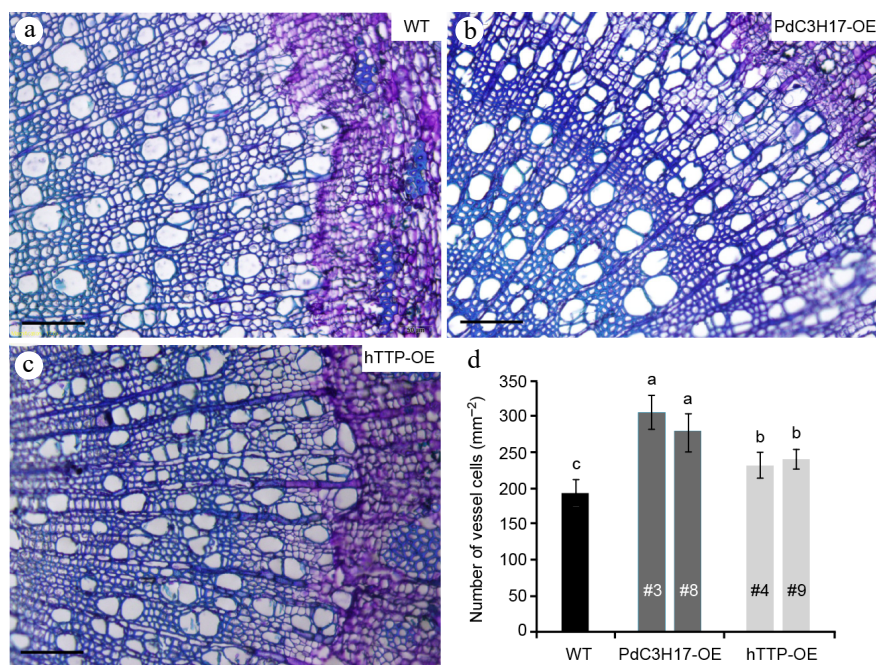 a
WT
b
PdC3H17-OE
c
hTTP-OE
d
Number of vessel cells (mm⁻²)
350
300
250
200
150
100
50
0
c
a
a
b
b
#3
#8
#4
#9
WT
PdC3H17-OE
hTTP-OE